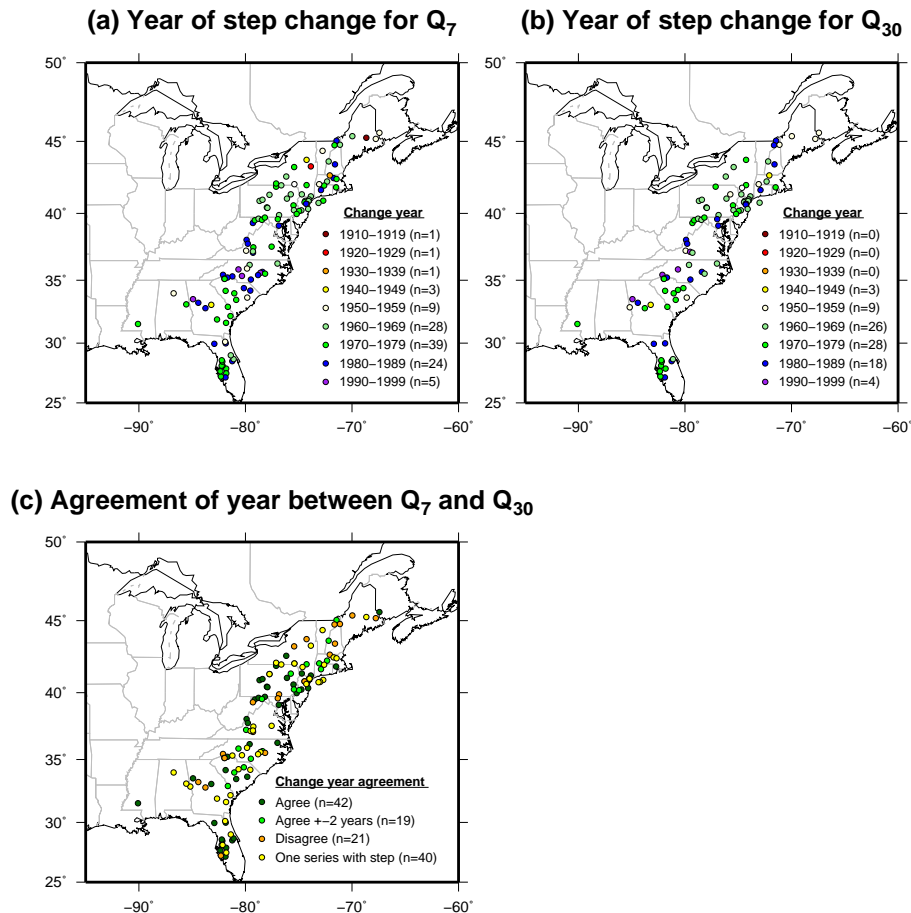 (a) Year of step change for Q7
50˚
45˚
40˚
35˚
30˚
25˚
−90˚ −80˚ −70˚ −60˚
Change year
1910−1919 (n=1)
1920−1929 (n=1)
1930−1939 (n=1)
1940−1949 (n=3)
1950−1959 (n=9)
1960−1969 (n=28)
1970−1979 (n=39)
1980−1989 (n=24)
1990−1999 (n=5)
(b) Year of step change for Q30
50˚
45˚
40˚
35˚
30˚
25˚
−90˚ −80˚ −70˚ −60˚
Change year
1910−1919 (n=0)
1920−1929 (n=0)
1930−1939 (n=0)
1940−1949 (n=3)
1950−1959 (n=9)
1960−1969 (n=26)
1970−1979 (n=28)
1980−1989 (n=18)
1990−1999 (n=4)
(c) Agreement of year between Q7 and Q30
50˚
45˚
40˚
35˚
30˚
25˚
−90˚ −80˚ −70˚ −60˚
Change year agreement
Agree (n=42)
Agree +−2 years (n=19)
Disagree (n=21)
One series with step (n=40)